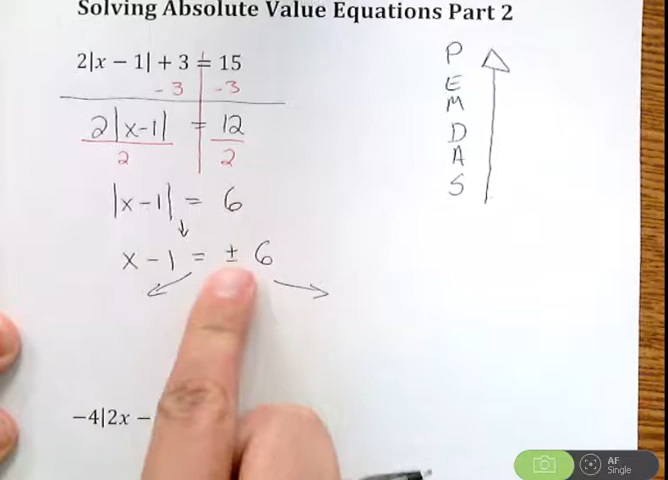 Solving Absolute Value Equations Part 2
2|x − 1| + 3 = 15
- 3 -3
2|x-1| = 12
2 2
|x-1| = 6
x - 1 = ± 6
−4|2x −
P
E
M
D
A
S
AF
Single